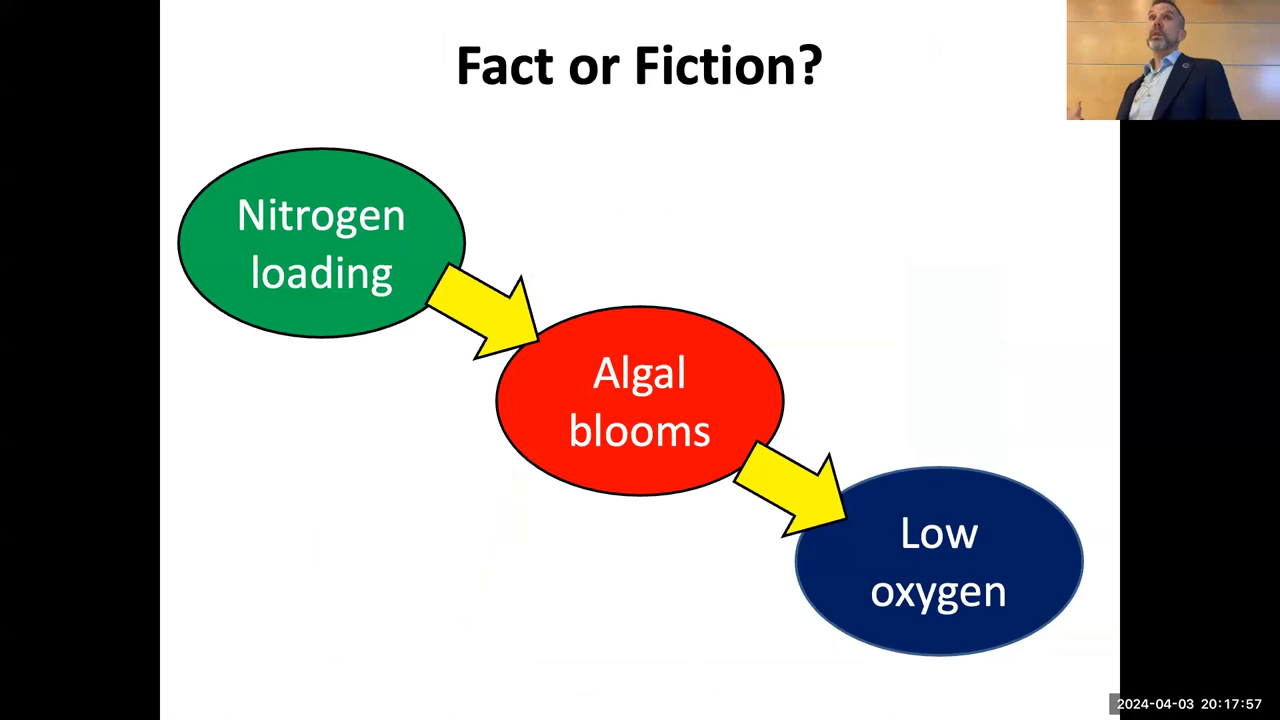 Fact or Fiction?
Nitrogen
loading
Algal
blooms
Low
oxygen
2024-04-03 20:17:57